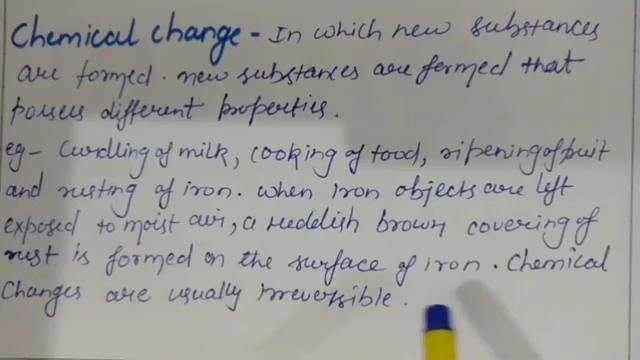 Chemical change - In which new substances
are formed. new substances are formed that
posses different properties.
eg- Curdling of milk, cooking of food, ripening of fruit
and rusting of iron. when iron objects are left
exposed to moist air, a reddish brown covering of
rust is formed on the surface of iron. Chemical
Changes are usually Irreversible.